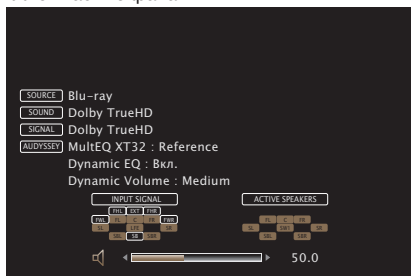 SOURCE Blu-ray
SOUND Dolby TrueHD
SIGNAL Dolby TrueHD
AUDYSSEY MultEQ XT32 : Reference
Dynamic EQ : Вкл.
Dynamic Volume : Medium
INPUT SIGNAL ACTIVE SPEAKERS
FHL EXT FHR
FWL FL C FR FWR FL C FR
SL LFE SR SL SW1 SR
SBL SB SBR SBL SBR
50.0